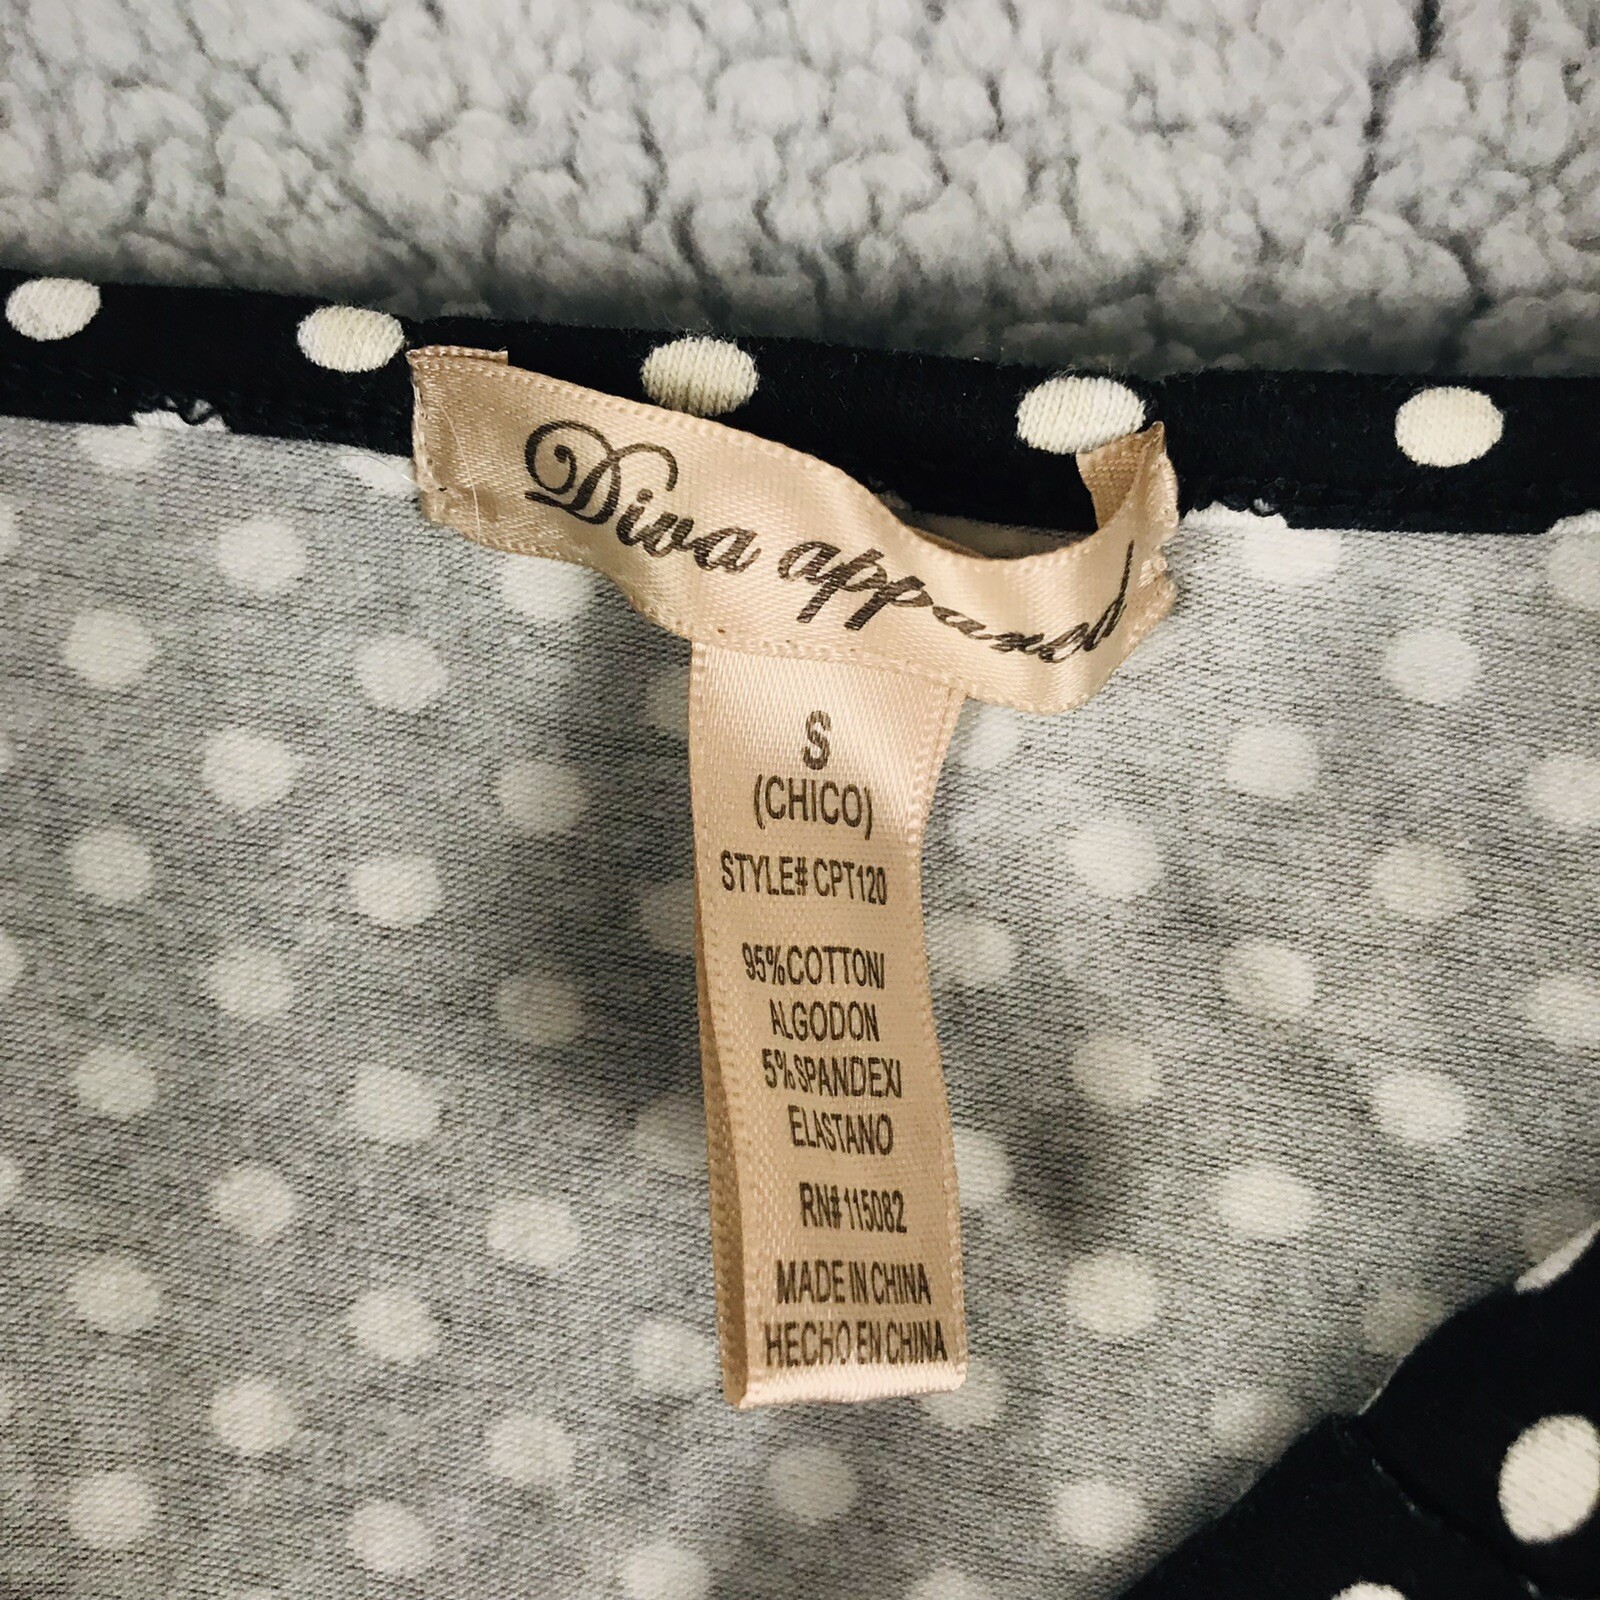 Diva apparel
S
(CHICO)
STYLE# CPT120
95%COTTON/
ALGODON
5%SPANDEX/
ELASTANO
RN#115082
MADE IN CHINA
HECHO EN CHINA